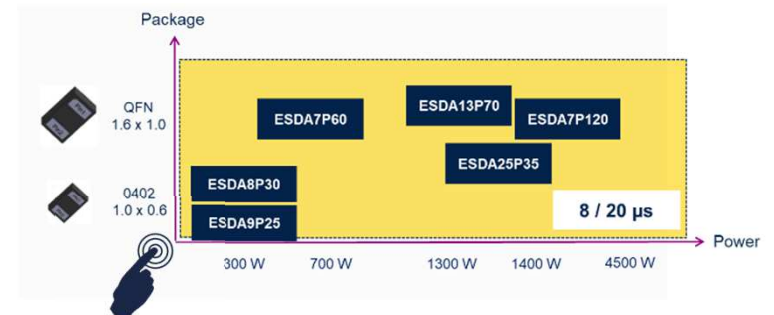 Package
QFN
1.6 x 1.0
ESDA7P60
ESDA13P70
ESDA7P120
ESDA25P35
0402
1.0 x 0.6
ESDA8P30
ESDA9P25
8 / 20 µs
Power
300 W
700 W
1300 W
1400 W
4500 W